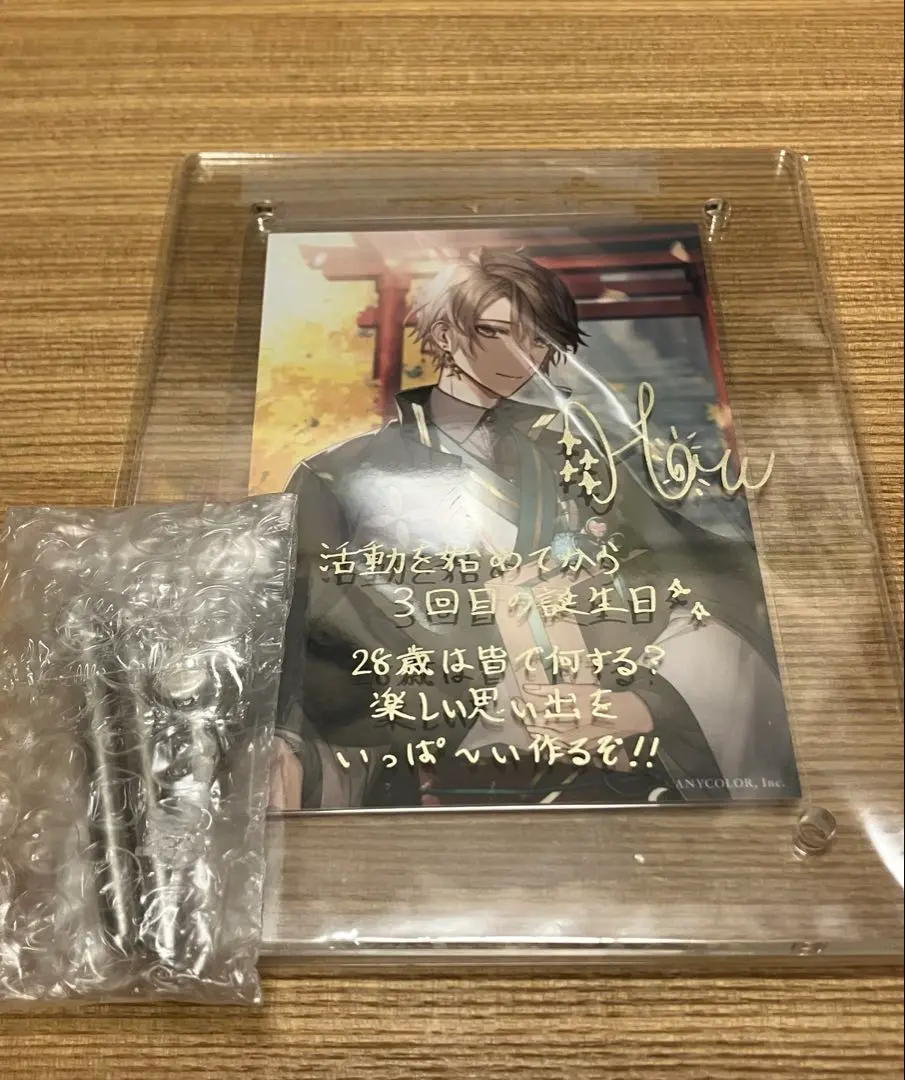 活動を始めてから
3回目の誕生日
28歳は皆で何する?
楽しい思い出を
いっぱ〜い作るぞ!!
ANYCOLOR, Inc.